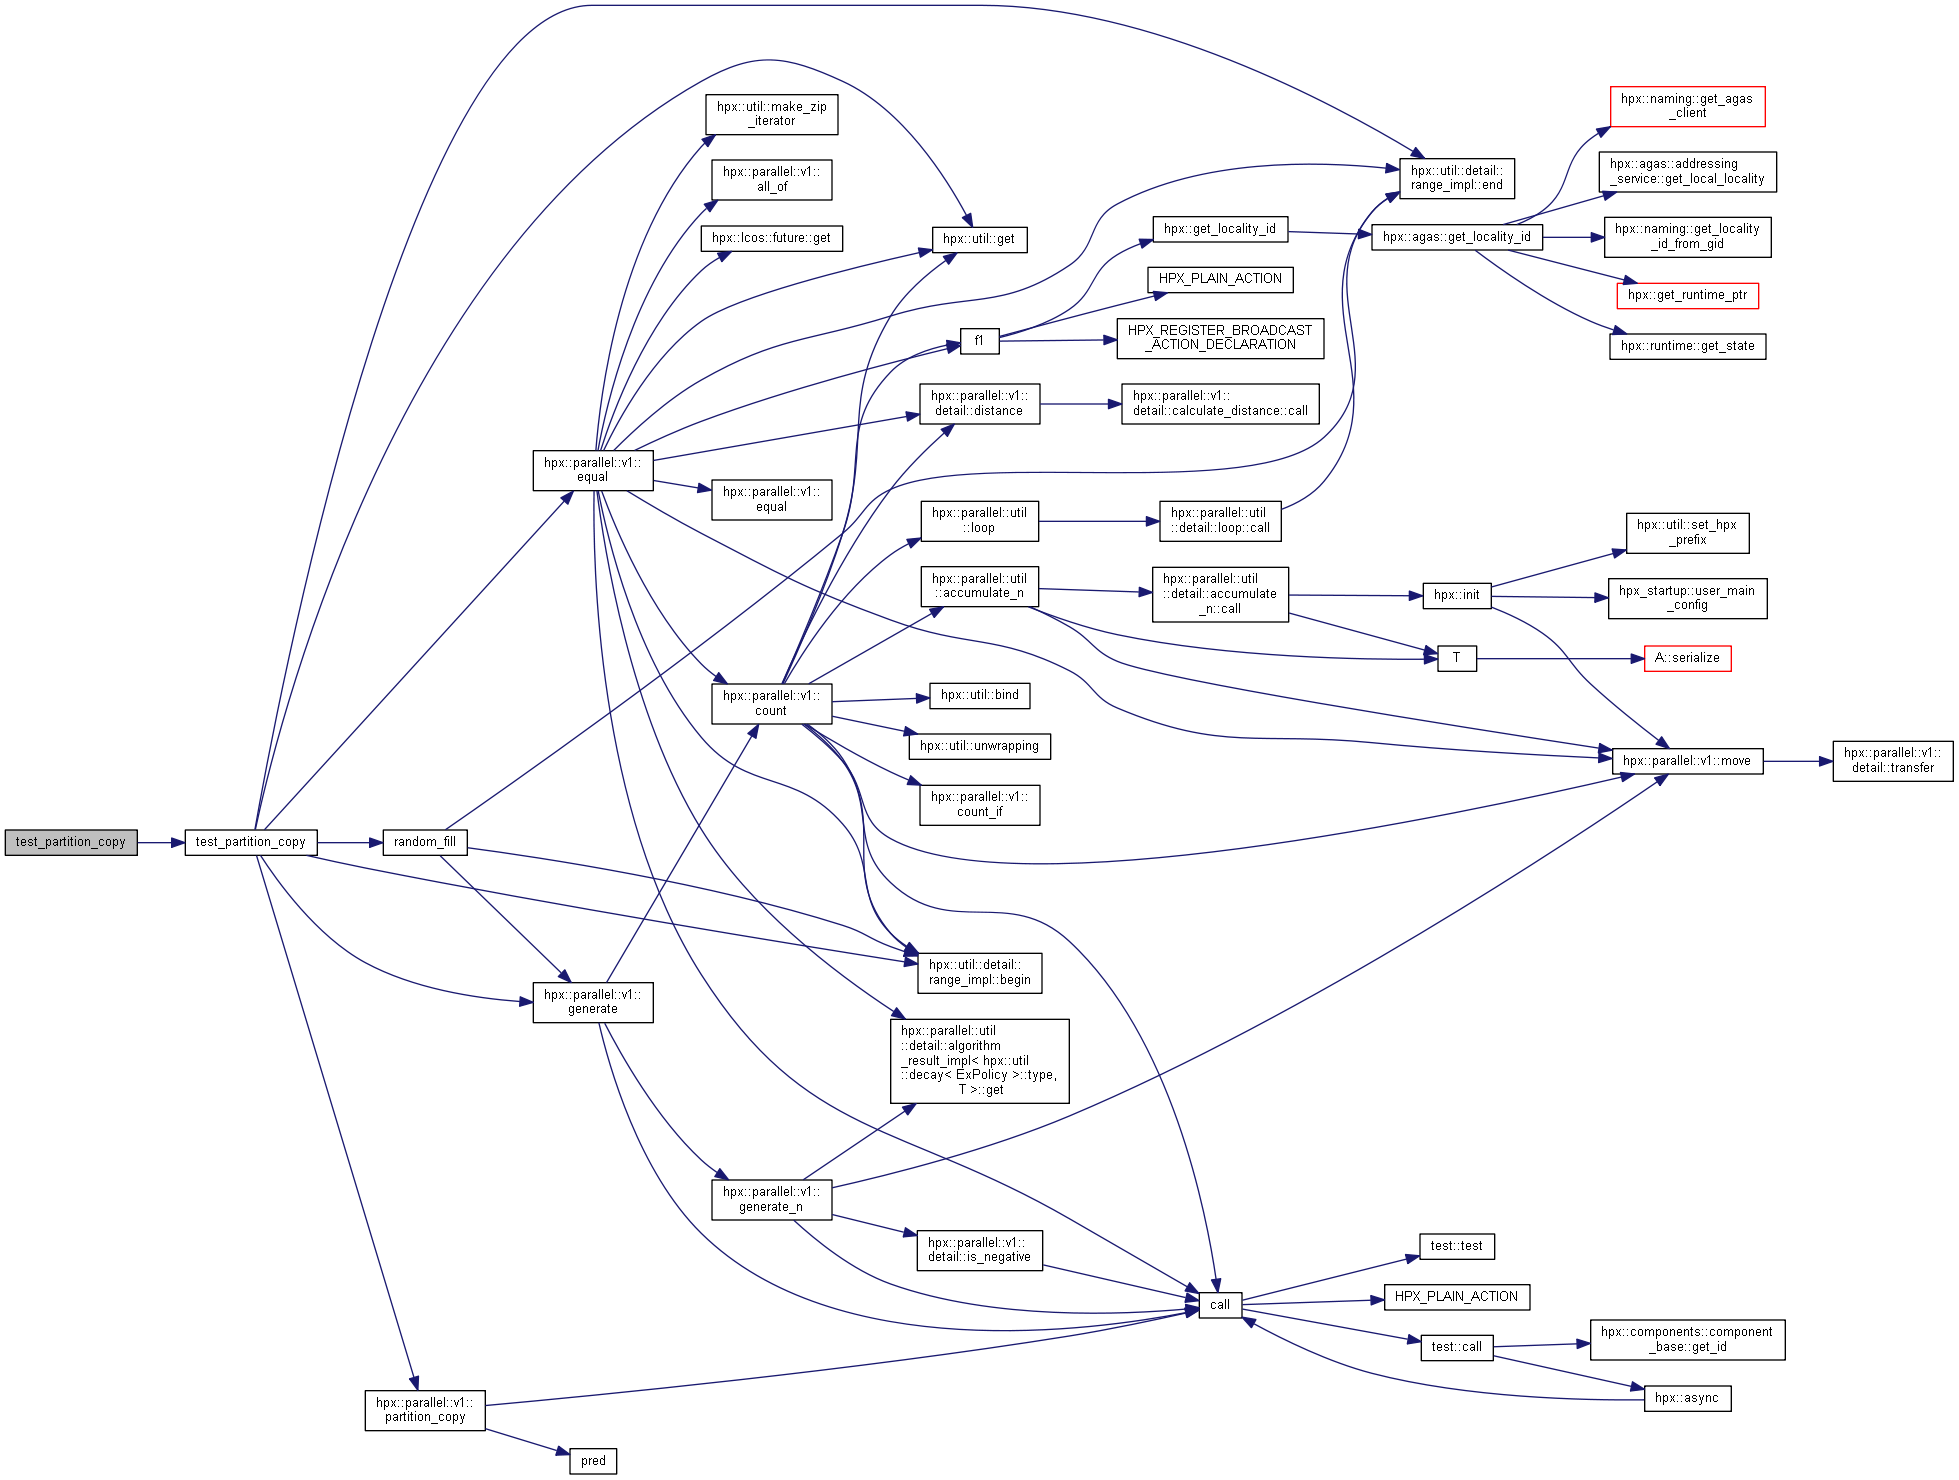 hpx::naming::get_agas
_client
hpx::util::make_zip
_iterator
hpx::agas::addressing
_service::get_local_locality
hpx::parallel::v1::
all_of
hpx::util::detail::
range_impl::end
hpx::lcos::future::get
hpx::util::get
hpx::get_locality_id
hpx::agas::get_locality_id
hpx::naming::get_locality
_id_from_gid
HPX_PLAIN_ACTION
hpx::get_runtime_ptr
f1
HPX_REGISTER_BROADCAST
_ACTION_DECLARATION
hpx::runtime::get_state
hpx::parallel::v1::
detail::distance
hpx::parallel::v1::
detail::calculate_distance::call
hpx::parallel::v1::
equal
hpx::parallel::v1::
equal
hpx::parallel::util
::loop
hpx::parallel::util
::detail::loop::call
hpx::util::set_hpx
_prefix
hpx::parallel::util
::accumulate_n
hpx::parallel::util
::detail::accumulate
_n::call
hpx::init
hpx_startup::user_main
_config
T
A::serialize
hpx::parallel::v1::
count
hpx::util::bind
hpx::util::unwrapping
hpx::parallel::v1::move
hpx::parallel::v1::
detail::transfer
hpx::parallel::v1::
count_if
test_partition_copy
test_partition_copy
random_fill
hpx::util::detail::
range_impl::begin
hpx::parallel::v1::
generate
hpx::parallel::util
::detail::algorithm
_result_impl< hpx::util
::decay< ExPolicy >::type,
T >::get
hpx::parallel::v1::
generate_n
hpx::parallel::v1::
detail::is_negative
test::test
call
HPX_PLAIN_ACTION
test::call
hpx::components::component
_base::get_id
hpx::async
hpx::parallel::v1::
partition_copy
pred